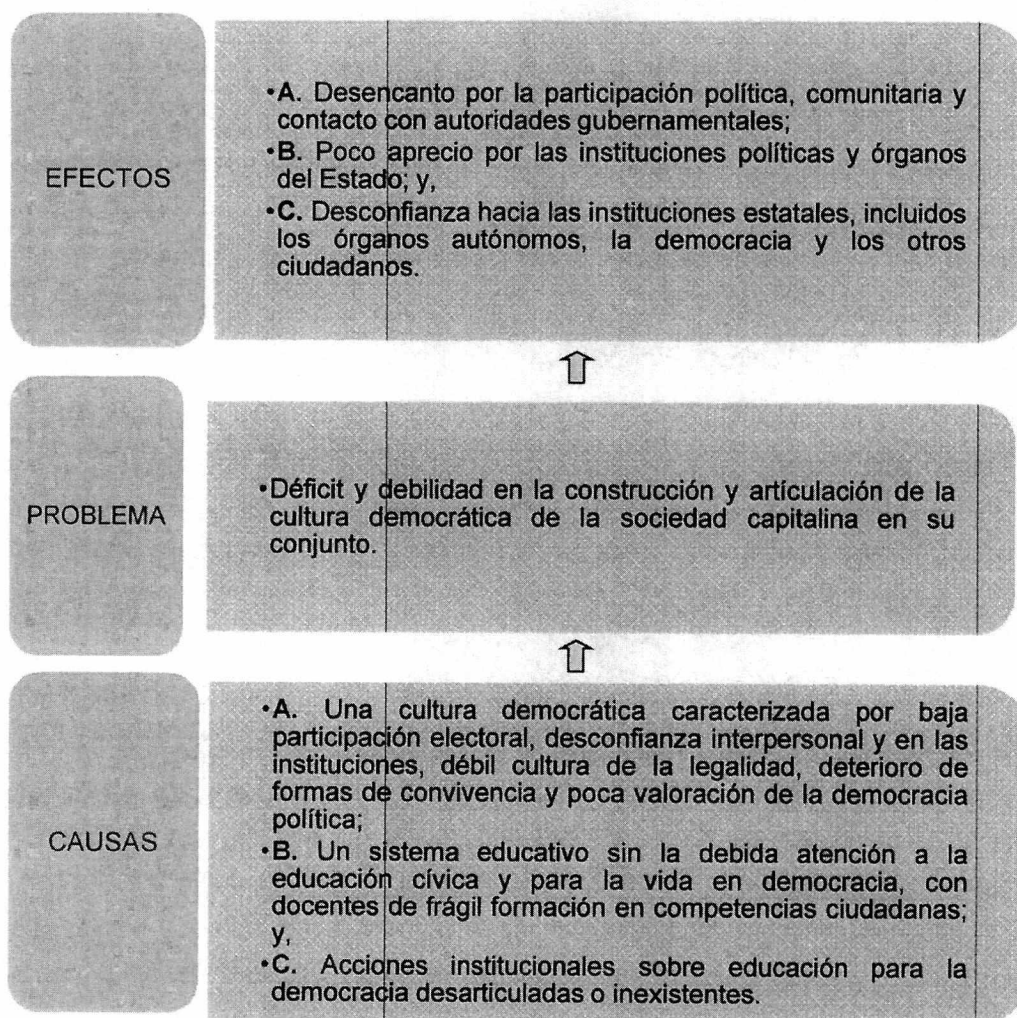 EFECTOS
•A. Desencanto por la participación política, comunitaria y
contacto con autoridades gubernamentales;
•B. Poco aprecio por las instituciones políticas y órganos
del Estado; y,
•C. Desconfianza hacia las instituciones estatales, incluidos
los órganos autónomos, la democracia y los otros
ciudadanos.
PROBLEMA
•Déficit y debilidad en la construcción y articulación de la
cultura democrática de la sociedad capitalina en su
conjunto.
CAUSAS
•A. Una cultura democrática caracterizada por baja
participación electoral, desconfianza interpersonal y en las
instituciones, débil cultura de la legalidad, deterioro de
formas de convivencia y poca valoración de la democracia
política;
•B. Un sistema educativo sin la debida atención a la
educación cívica y para la vida en democracia, con
docentes de frágil formación en competencias ciudadanas;
y,
•C. Acciones institucionales sobre educación para la
democracia desarticuladas o inexistentes.